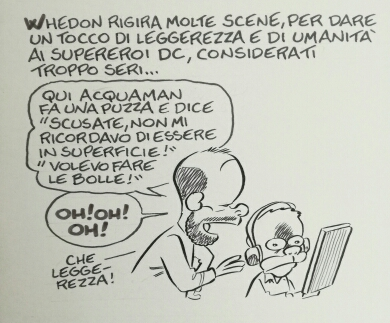 WHEDON RIGIRA MOLTE SCENE, PER DARE
UN TOCCO DI LEGGEREZZA E DI UMANITÀ
AI SUPEREROI DC, CONSIDERATI
TROPPO SERI...
QUI ACQUAMAN
FA UNA PUZZA E DICE
"SCUSATE, NON MI
RICORDAVO DI ESSERE
IN SUPERFICIE!"
"VOLEVO FARE
LE BOLLE!"
OH! OH!
OH!
CHE
LEGGE-
REZZA!